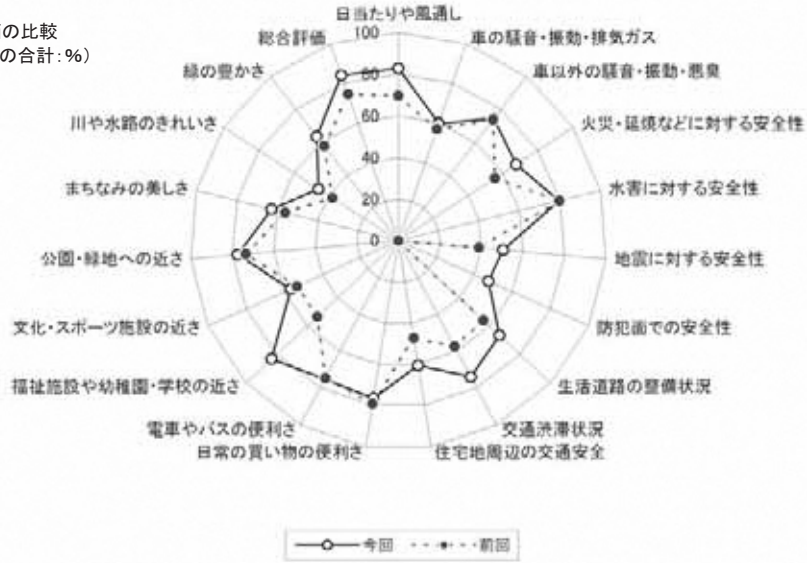 の比較
の合計：%）
日当たりや風通し
車の騒音・振動・排気ガス
車以外の騒音・振動・悪臭
火災・延焼などに対する安全性
水害に対する安全性
地震に対する安全性
防犯面での安全性
生活道路の整備状況
交通渋滞状況
住宅地周辺の交通安全
日常の買い物の便利さ
電車やバスの便利さ
福祉施設や幼稚園・学校の近さ
文化・スポーツ施設の近さ
公園・緑地への近さ
まちなみの美しさ
川や水路のきれいさ
緑の豊かさ
総合評価
100
80
60
40
20
0
今回 前回